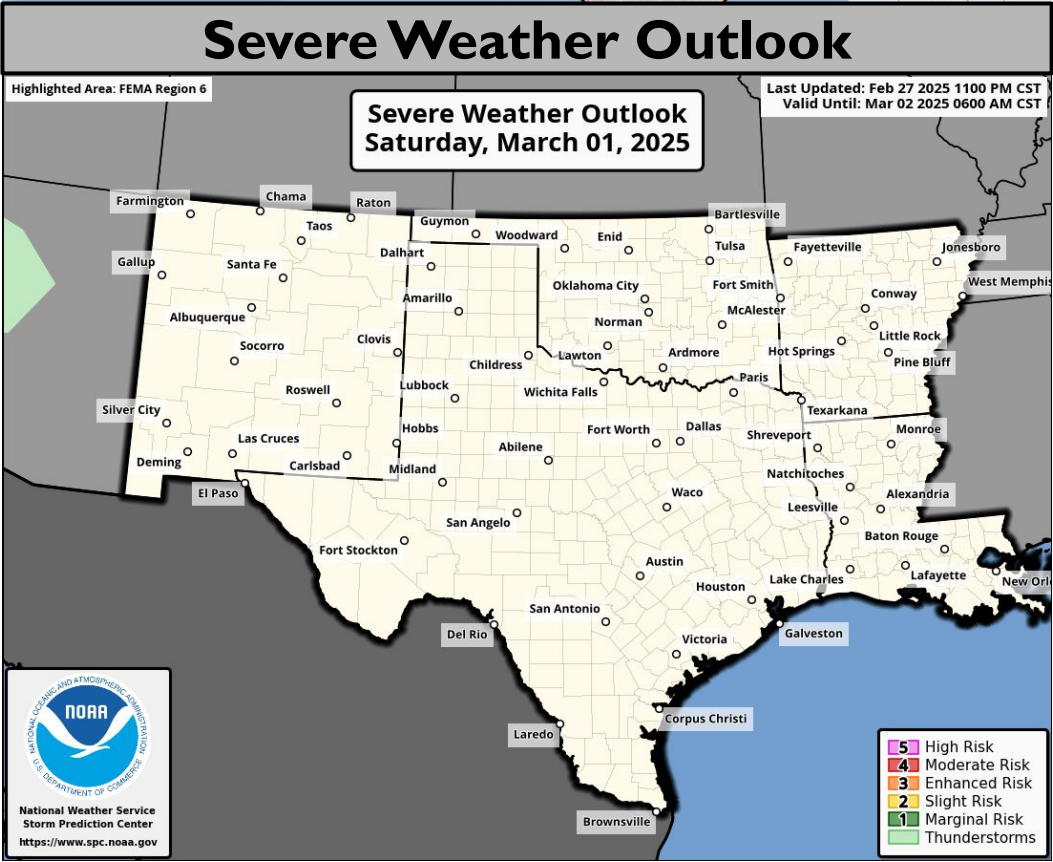 Severe Weather Outlook
Highlighted Area: FEMA Region 6
Last Updated: Feb 27 2025 1100 PM CST
Valid Until: Mar 02 2025 0600 AM CST
Severe Weather Outlook
Saturday, March 01, 2025
Farmington
Chama
Raton
Taos
Guymon
Woodward
Enid
Bartlesville
Tulsa
Fayetteville
Jonesboro
Gallup
Santa Fe
Dalhart
Oklahoma City
Fort Smith
West Memphis
Conway
Amarillo
Albuquerque
Norman
McAlester
Little Rock
Socorro
Clovis
Childress
Lawton
Ardmore
Hot Springs
Pine Bluff
Roswell
Lubbock
Wichita Falls
Paris
Texarkana
Silver City
Hobbs
Fort Worth
Dallas
Shreveport
Monroe
Las Cruces
Abilene
Deming
Carlsbad
Midland
Natchitoches
El Paso
Waco
Leesville
Alexandria
San Angelo
Baton Rouge
Fort Stockton
Austin
Houston
Lake Charles
Lafayette
New Orl
San Antonio
Del Rio
Galveston
Victoria
Corpus Christi
Laredo
Brownsville
NATIONAL OCEANIC AND ATMOSPHERIC ADMINISTRATION
NOAA
U.S. DEPARTMENT OF COMMERCE
National Weather Service
Storm Prediction Center
https://www.spc.noaa.gov
5 High Risk
4 Moderate Risk
3 Enhanced Risk
2 Slight Risk
1 Marginal Risk
Thunderstorms